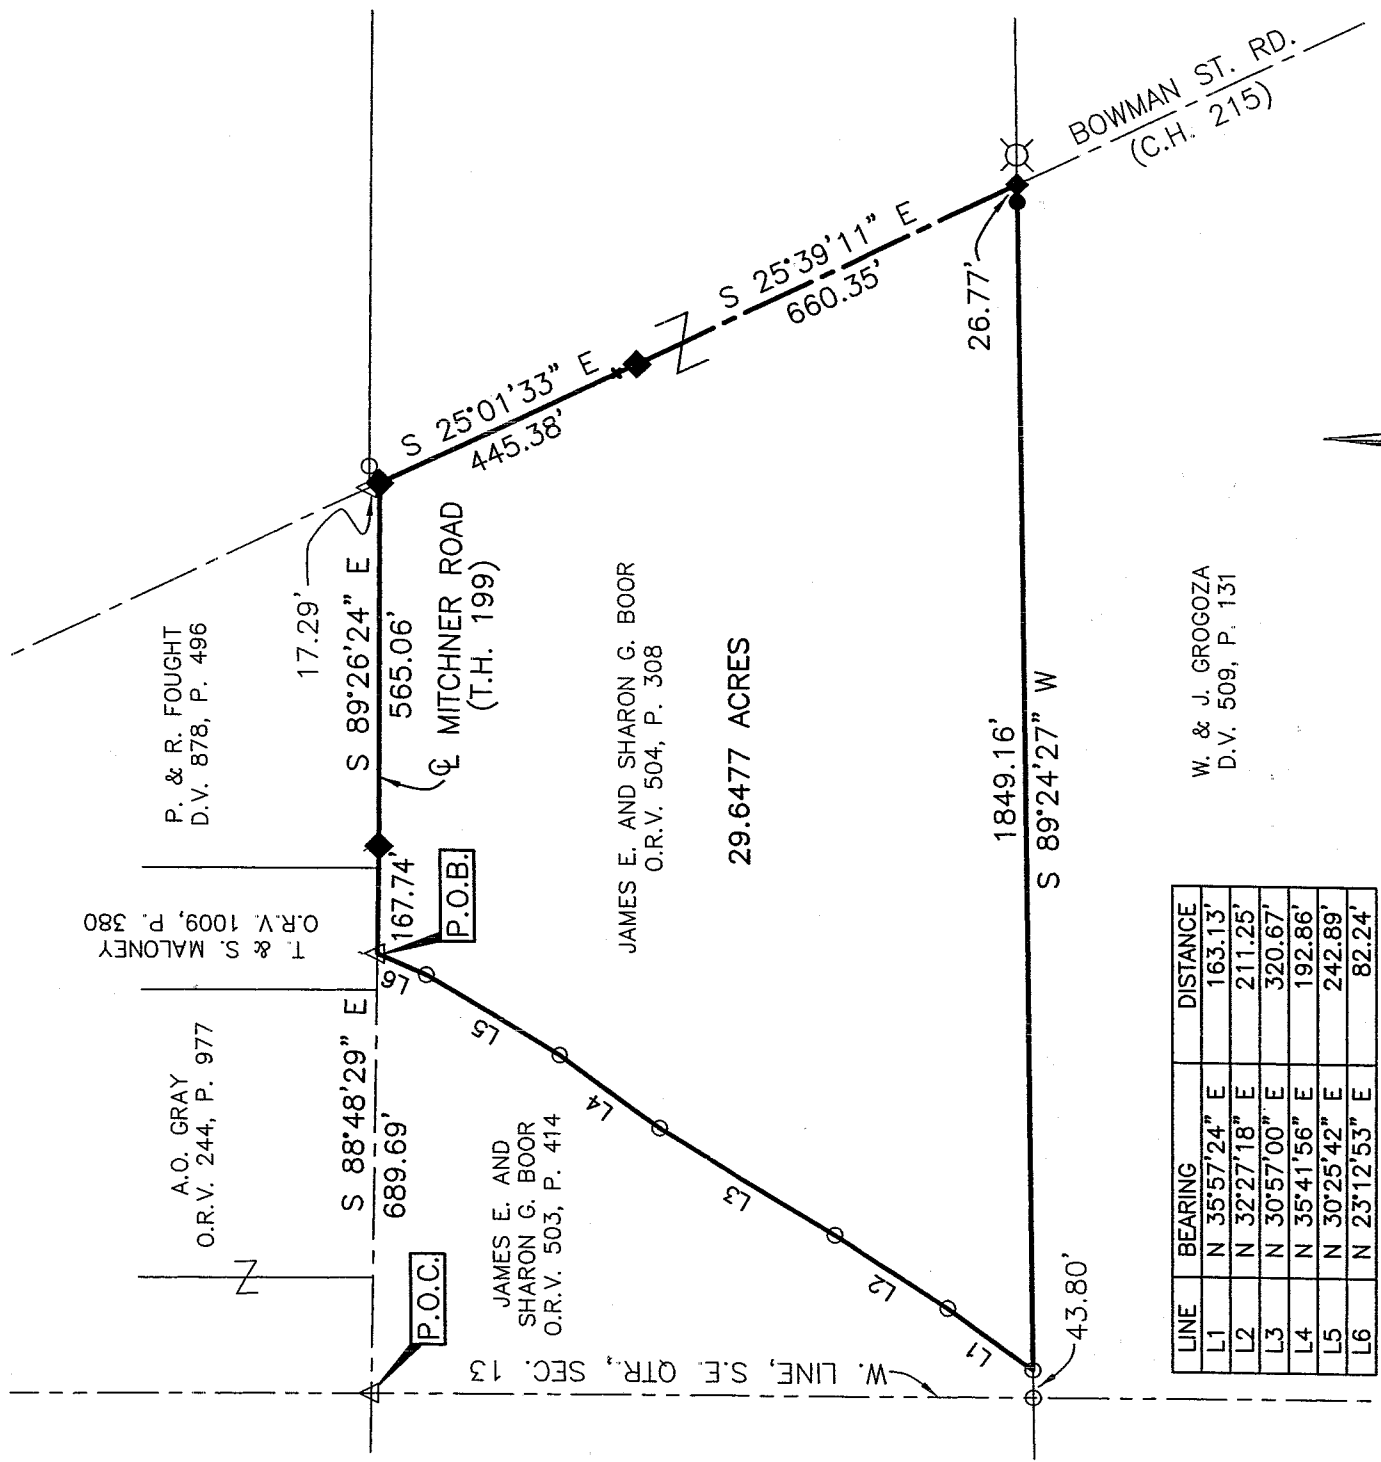 P. & R. FOUGHT
D.V. 878, P. 496
T. & S. MALONEY
O.R.V. 1009, P. 380
A.O. GRAY
O.R.V. 244, P. 977
17.29'
S 89°26'24" E
565.06'
℄ MITCHNER ROAD
(T.H. 199)
167.74'
P.O.B.
S 88°48'29" E
689.69'
P.O.C.
S 25°01'33" E
445.38'
S 25°39'11" E
660.35'
26.77'
BOWMAN ST. RD.
(C.H. 215)
JAMES E. AND SHARON G. BOOR
O.R.V. 504, P. 308
29.6477 ACRES
JAMES E. AND
SHARON G. BOOR
O.R.V. 503, P. 414
L6
L5
L4
L3
L2
L1
W. LINE, S.E. QTR., SEC. 13
43.80'
1849.16'
S 89°24'27" W
W. & J. GROGOZA
D.V. 509, P. 131
LINE BEARING DISTANCE
L1 N 35°57'24" E 163.13'
L2 N 32°27'18" E 211.25'
L3 N 30°57'00" E 320.67'
L4 N 35°41'56" E 192.86'
L5 N 30°25'42" E 242.89'
L6 N 23°12'53" E 82.24'